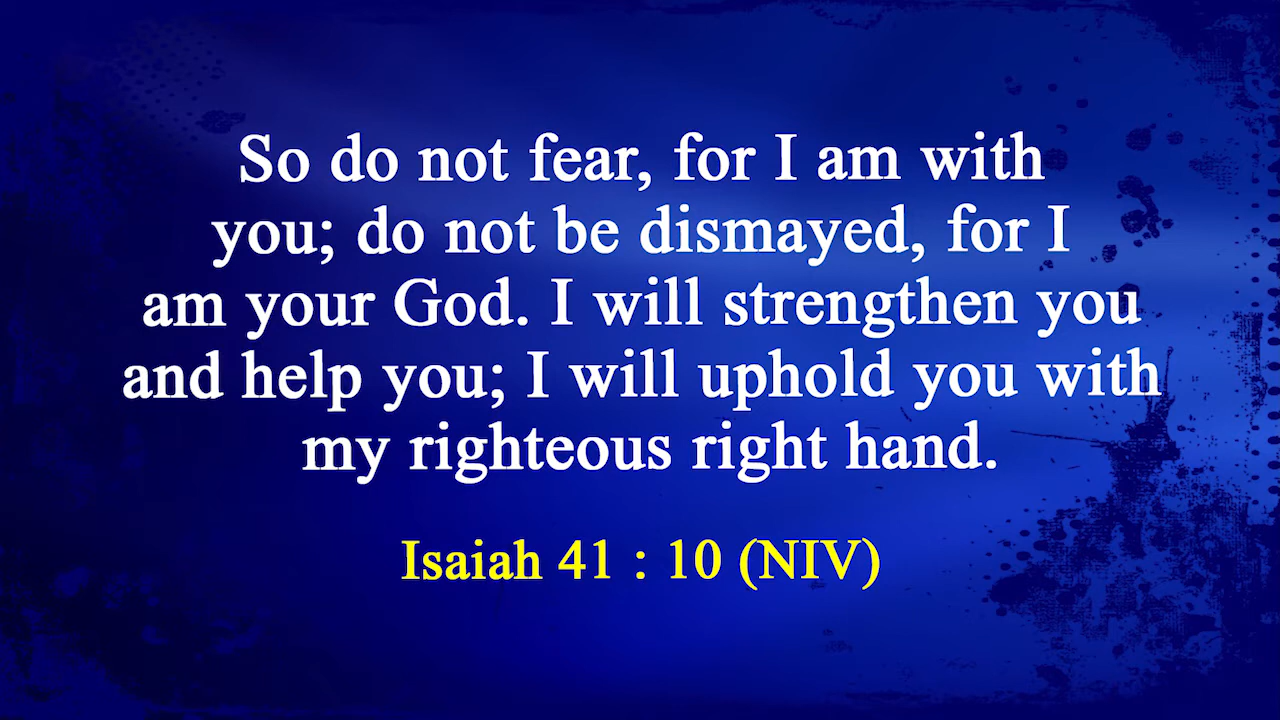 So do not fear, for I am with
you; do not be dismayed, for I
am your God. I will strengthen you
and help you; I will uphold you with
my righteous right hand.
Isaiah 41 : 10 (NIV)